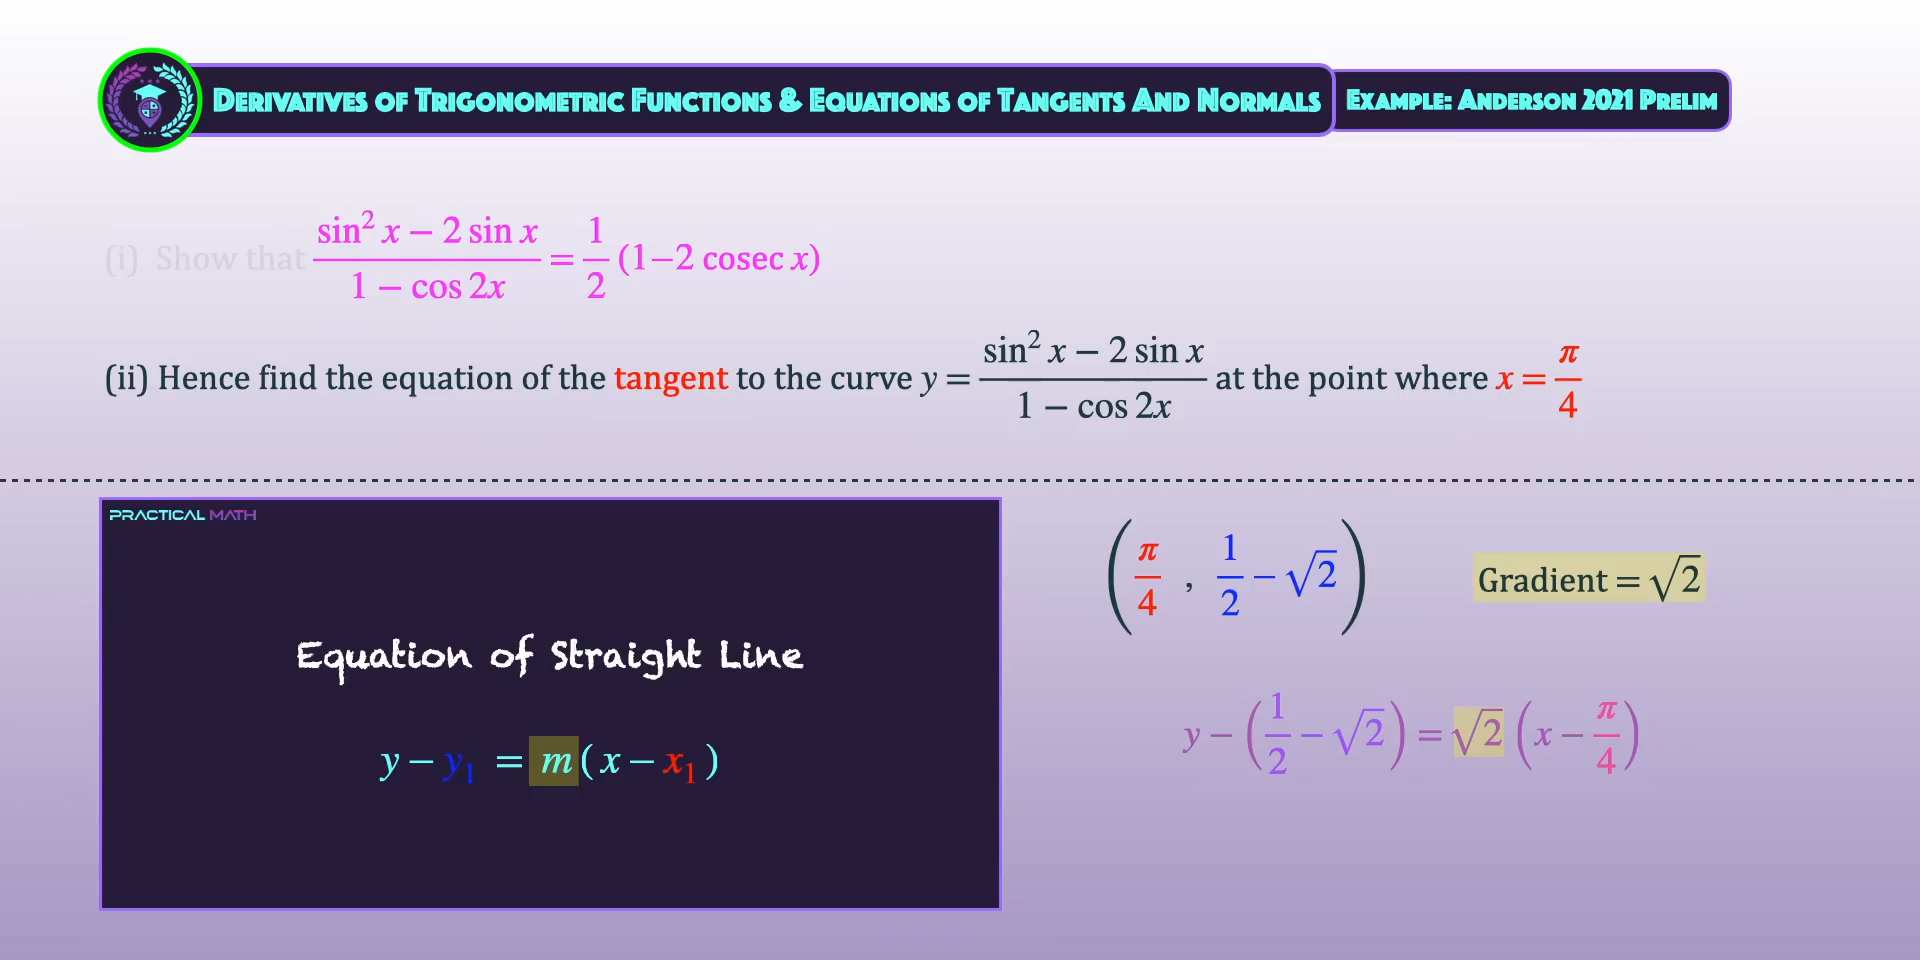 Derivatives of Trigonometric Functions & Equations of Tangents And Normals Example: Anderson 2021 Prelim
(i) Show that (sin² x − 2 sin x)/(1 − cos 2x) = 1/2 (1−2 cosec x)
(ii) Hence find the equation of the tangent to the curve y = (sin² x − 2 sin x)/(1 − cos 2x) at the point where x = π/4
PRACTICAL MATH
(π/4 , 1/2 − √2) Gradient = √2
Equation of Straight Line
y − y₁ = m ( x − x₁ )
y − (1/2 − √2) = √2 (x − π/4)